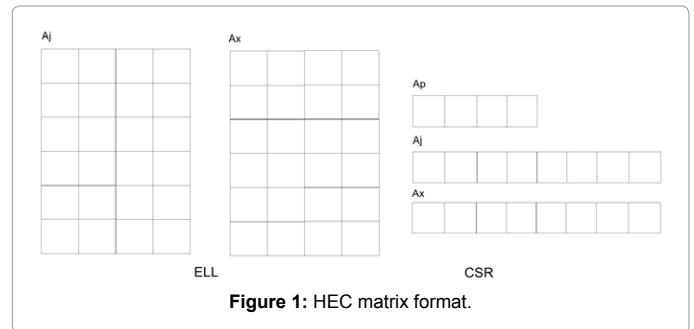 Aj
Ax
Ap
Aj
Ax
ELL
CSR
Figure 1: HEC matrix format.